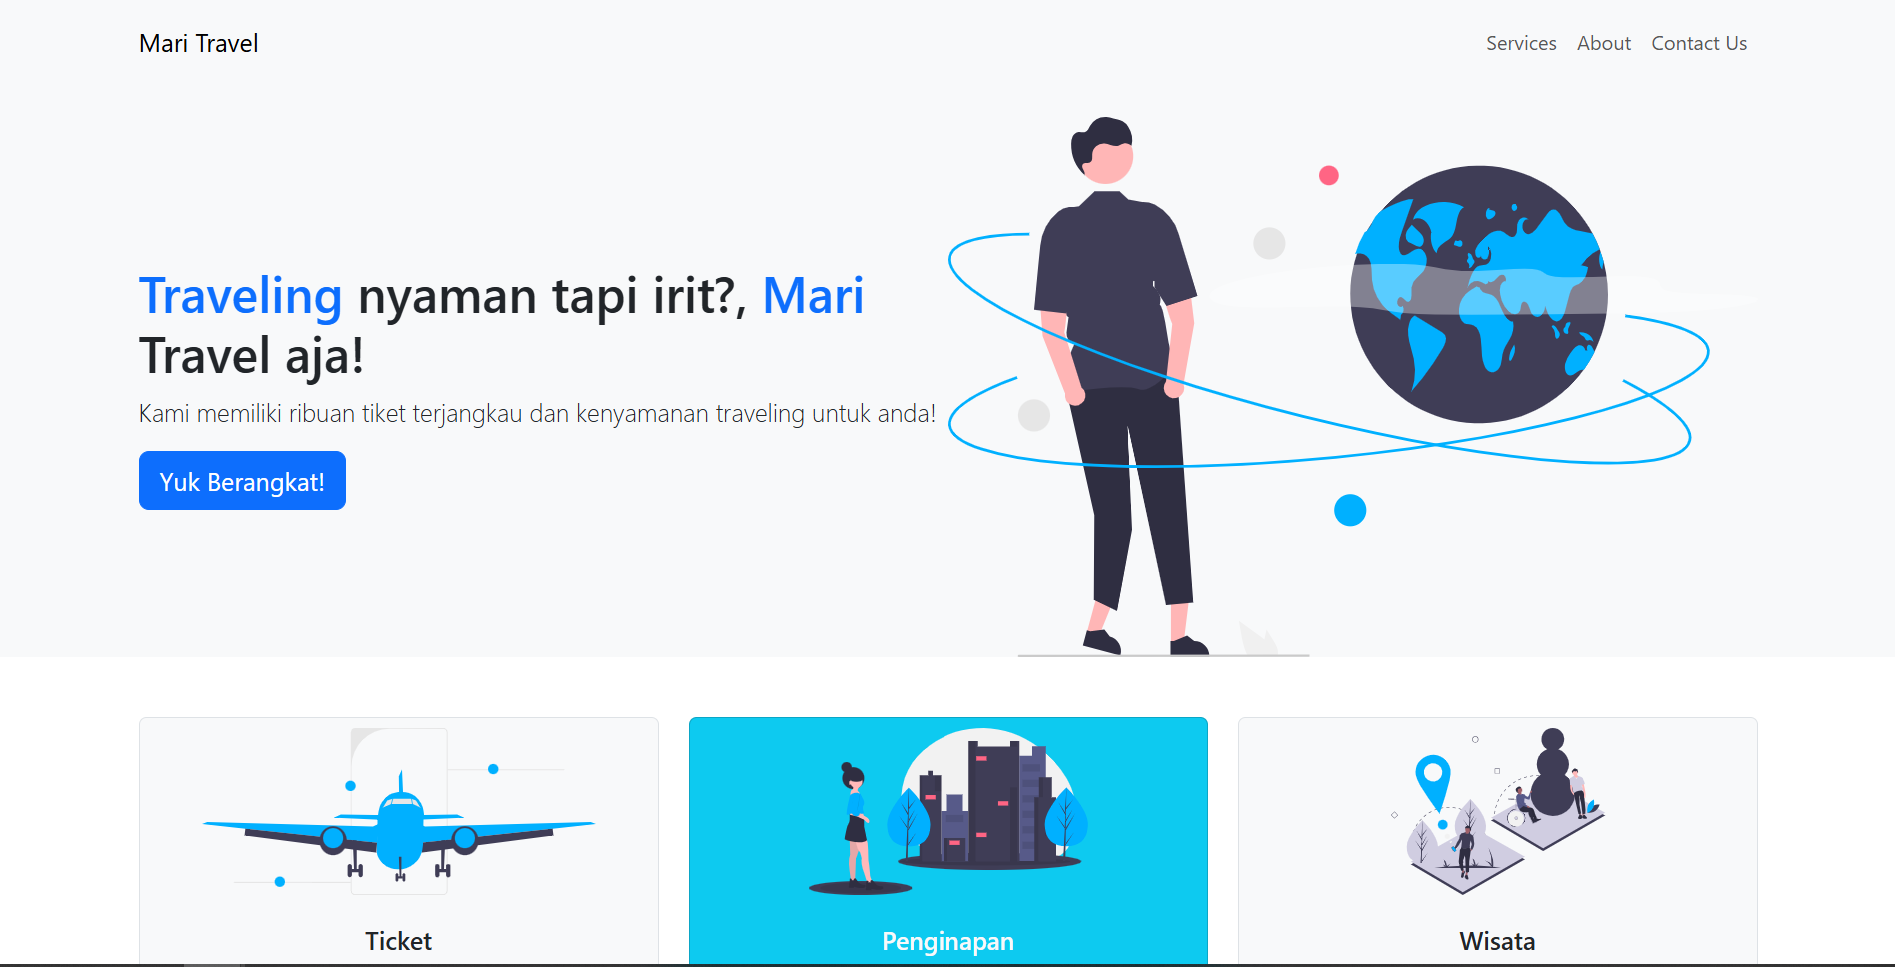 Mari Travel
Services About Contact Us
Traveling nyaman tapi irit?, Mari
Travel aja!
Kami memiliki ribuan tiket terjangkau dan kenyamanan traveling untuk anda!
Yuk Berangkat!
Ticket
Penginapan
Wisata